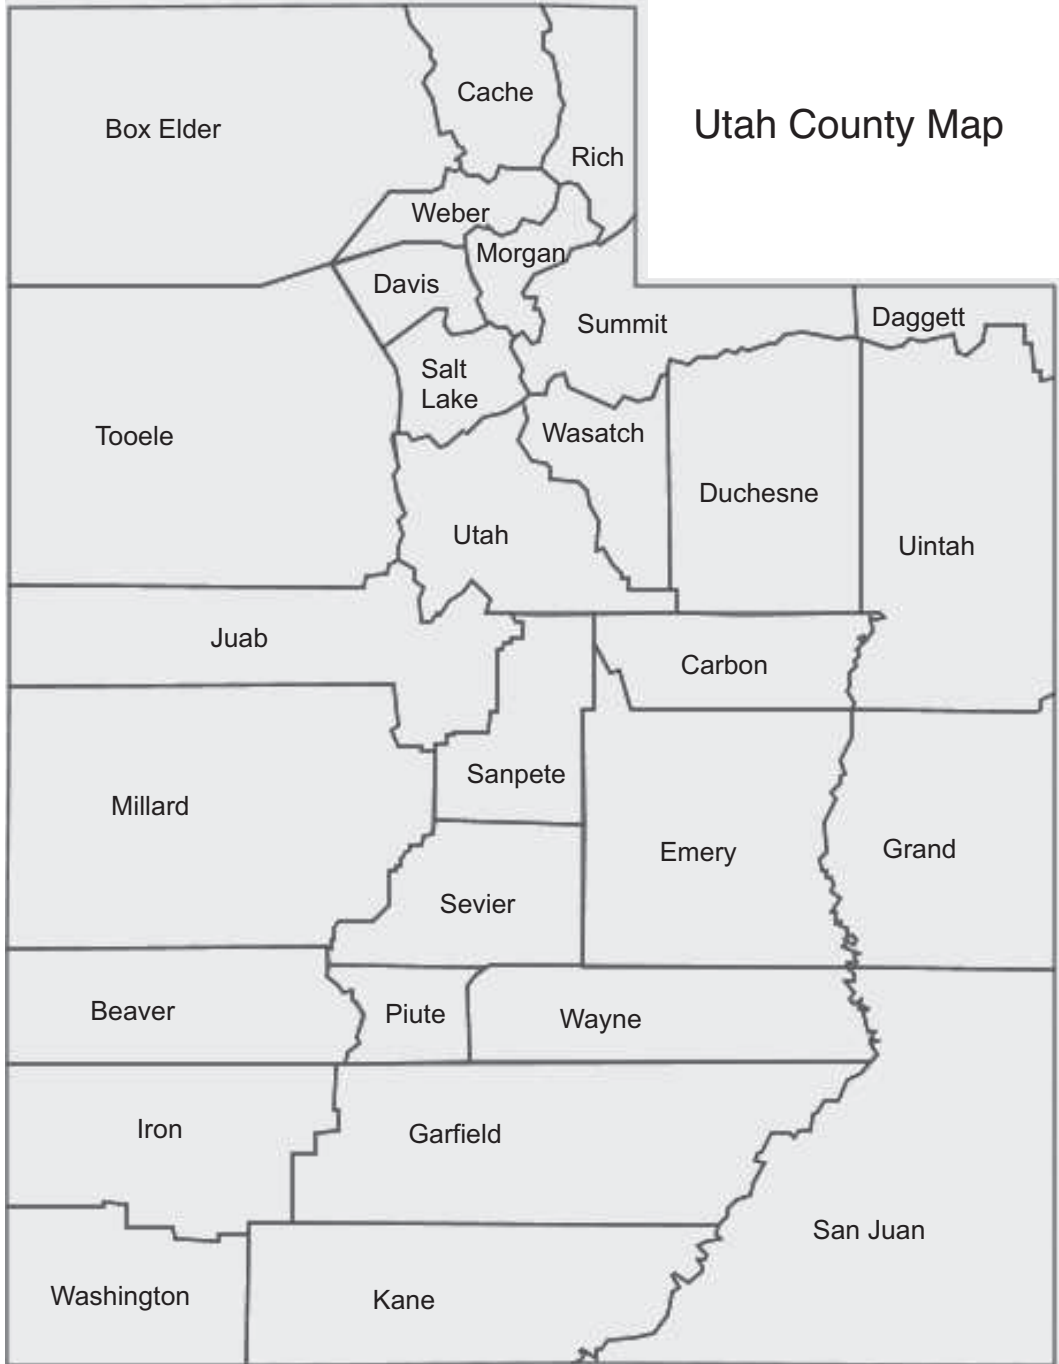 Utah County Map
Cache
Box Elder
Rich
Weber
Morgan
Davis
Summit
Daggett
Salt
Lake
Wasatch
Tooele
Duchesne
Utah
Uintah
Juab
Carbon
Sanpete
Millard
Emery
Grand
Sevier
Beaver
Piute
Wayne
Iron
Garfield
San Juan
Washington
Kane